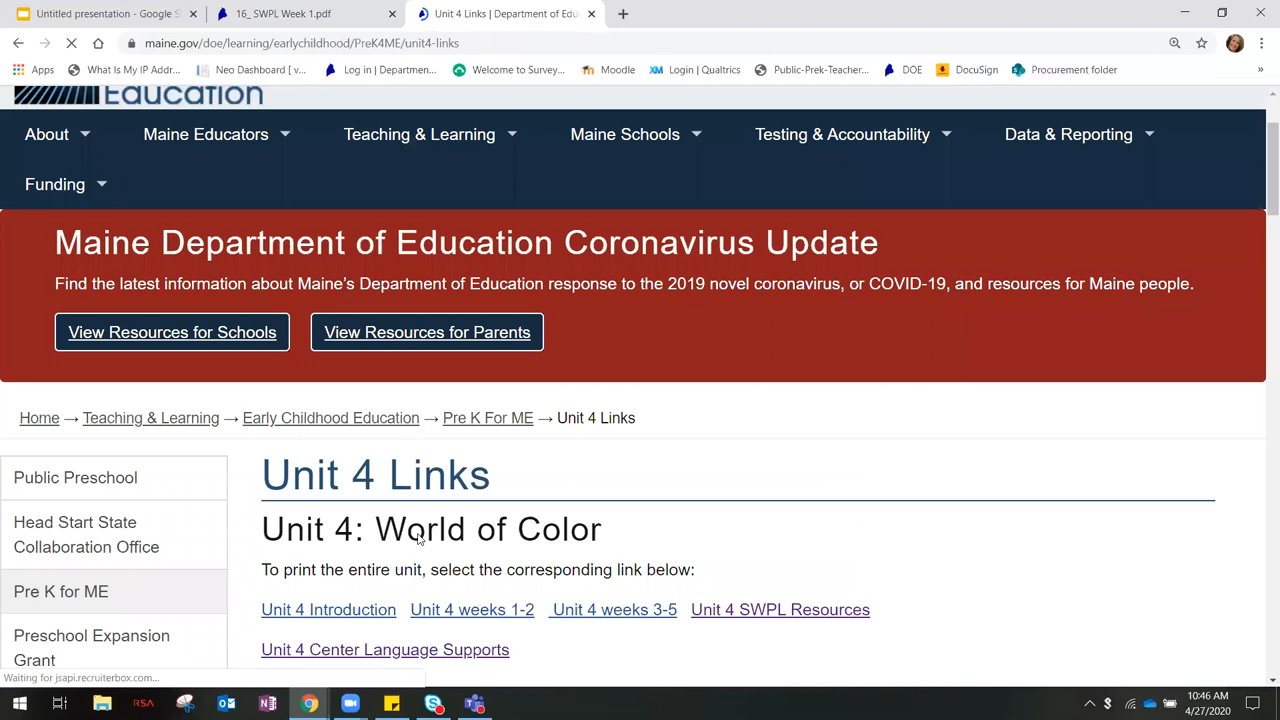 Untitled presentation - Google S
16_ SWPL Week 1.pdf
Unit 4 Links | Department of Edu
maine.gov/doe/learning/earlychildhood/PreK4ME/unit4-links
Apps
What Is My IP Addr...
Neo Dashboard [ v...
Log in | Departmen...
Welcome to Survey...
Moodle
Login | Qualtrics
Public-Prek-Teacher...
DOE
DocuSign
Procurement folder
»
Education
About
Maine Educators
Teaching & Learning
Maine Schools
Testing & Accountability
Data & Reporting
Funding
Maine Department of Education Coronavirus Update
Find the latest information about Maine's Department of Education response to the 2019 novel coronavirus, or COVID-19, and resources for Maine people.
View Resources for Schools
View Resources for Parents
Home → Teaching & Learning → Early Childhood Education → Pre K For ME → Unit 4 Links
Public Preschool
Head Start State
Collaboration Office
Pre K for ME
Preschool Expansion
Grant
Unit 4 Links
Unit 4: World of Color
To print the entire unit, select the corresponding link below:
Unit 4 Introduction Unit 4 weeks 1-2 Unit 4 weeks 3-5 Unit 4 SWPL Resources
Unit 4 Center Language Supports
Waiting for jsapi.recruiterbox.com...
RSA
10:46 AM
4/27/2020